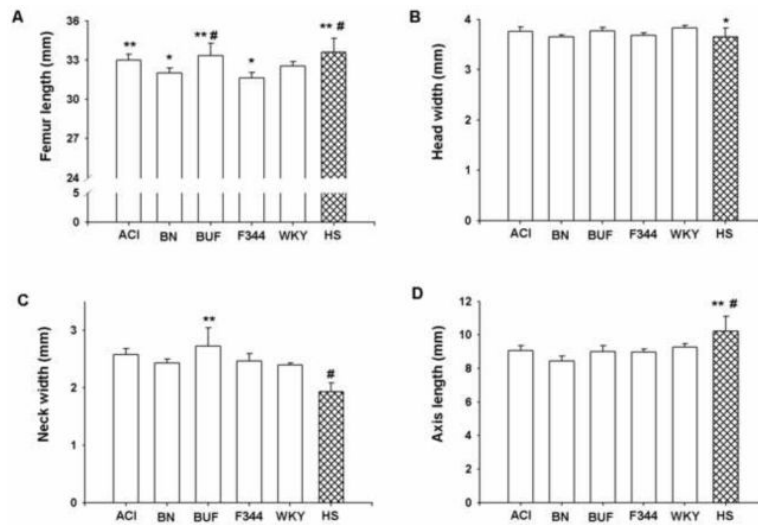 A
Femur length (mm)
36
33
30
27
24
5
0
** * ** # * ** #
ACI BN BUF F344 WKY HS
B
Head width (mm)
4
3
2
1
0
*
ACI BN BUF F344 WKY HS
C
Neck width (mm)
3
2
1
0
** #
ACI BN BUF F344 WKY HS
D
Axis length (mm)
12
10
8
6
4
2
0
** #
ACI BN BUF F344 WKY HS